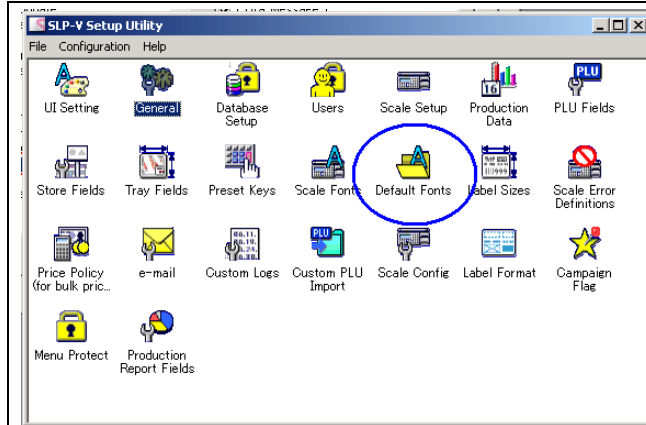 SLP-V Setup Utility
File Configuration Help
UI Setting
General
Database
Setup
Users
Scale Setup
Production
Data
PLU Fields
Store Fields
Tray Fields
Preset Keys
Scale Fonts
Default Fonts
Label Sizes
Scale Error
Definitions
Price Policy
(for bulk pric...
e-mail
Custom Logs
Custom PLU
Import
Scale Config
Label Format
Campaign
Flag
Menu Protect
Production
Report Fields